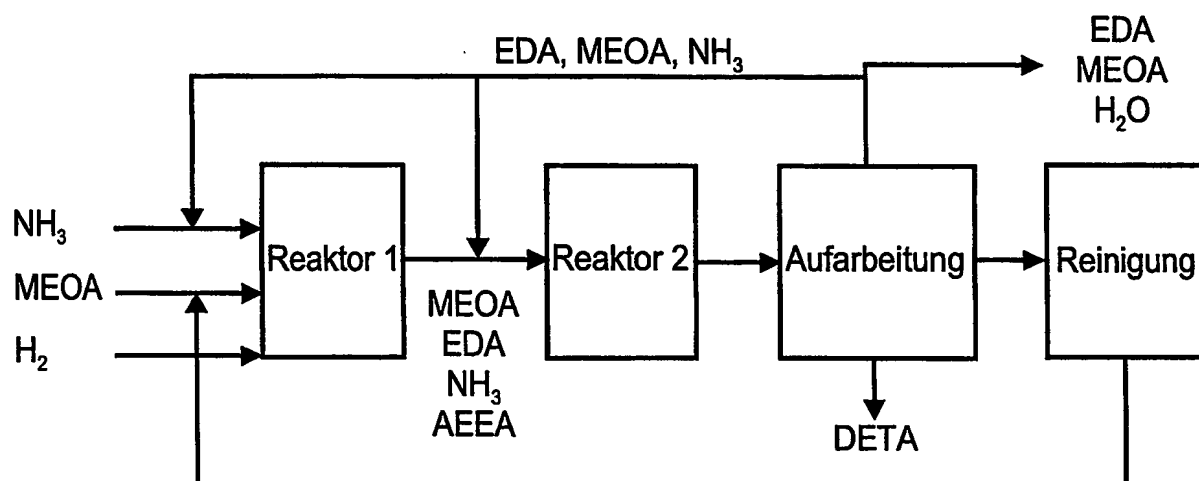 EDA, MEOA, NH₃
EDA
MEOA
H₂O
NH₃
MEOA
H₂
Reaktor 1
Reaktor 2
Aufarbeitung
Reinigung
MEOA
EDA
NH₃
AEEA
DETA